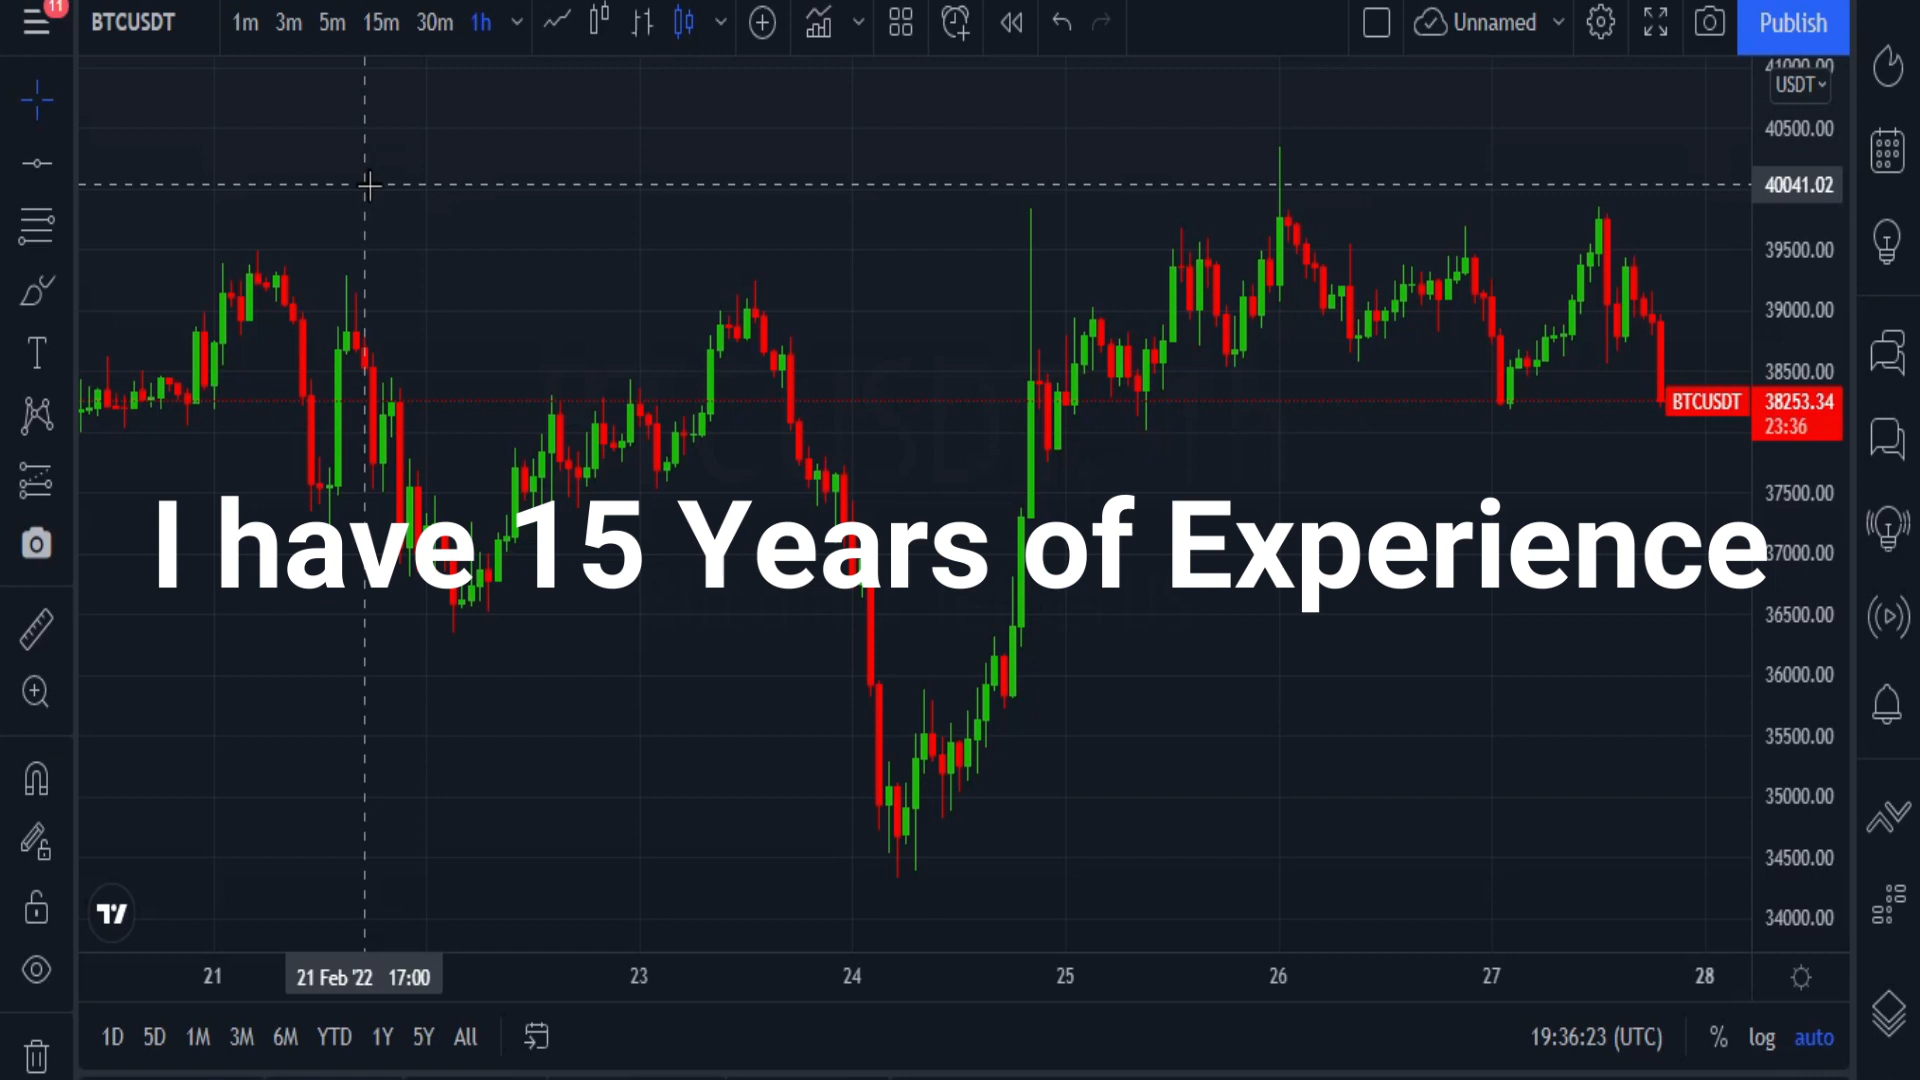 11
BTCUSDT 1m 3m 5m 15m 30m 1h Unnamed Publish
41000.00
USDT
40500.00
40041.02
39500.00
39000.00
38500.00
BTCUSDT 38253.34
23:36
37500.00
I have 15 Years of Experience
37000.00
36500.00
36000.00
35500.00
35000.00
34500.00
34000.00
21 21 Feb '22 17:00 23 24 25 26 27 28
1D 5D 1M 3M 6M YTD 1Y 5Y All 19:36:23 (UTC) % log auto